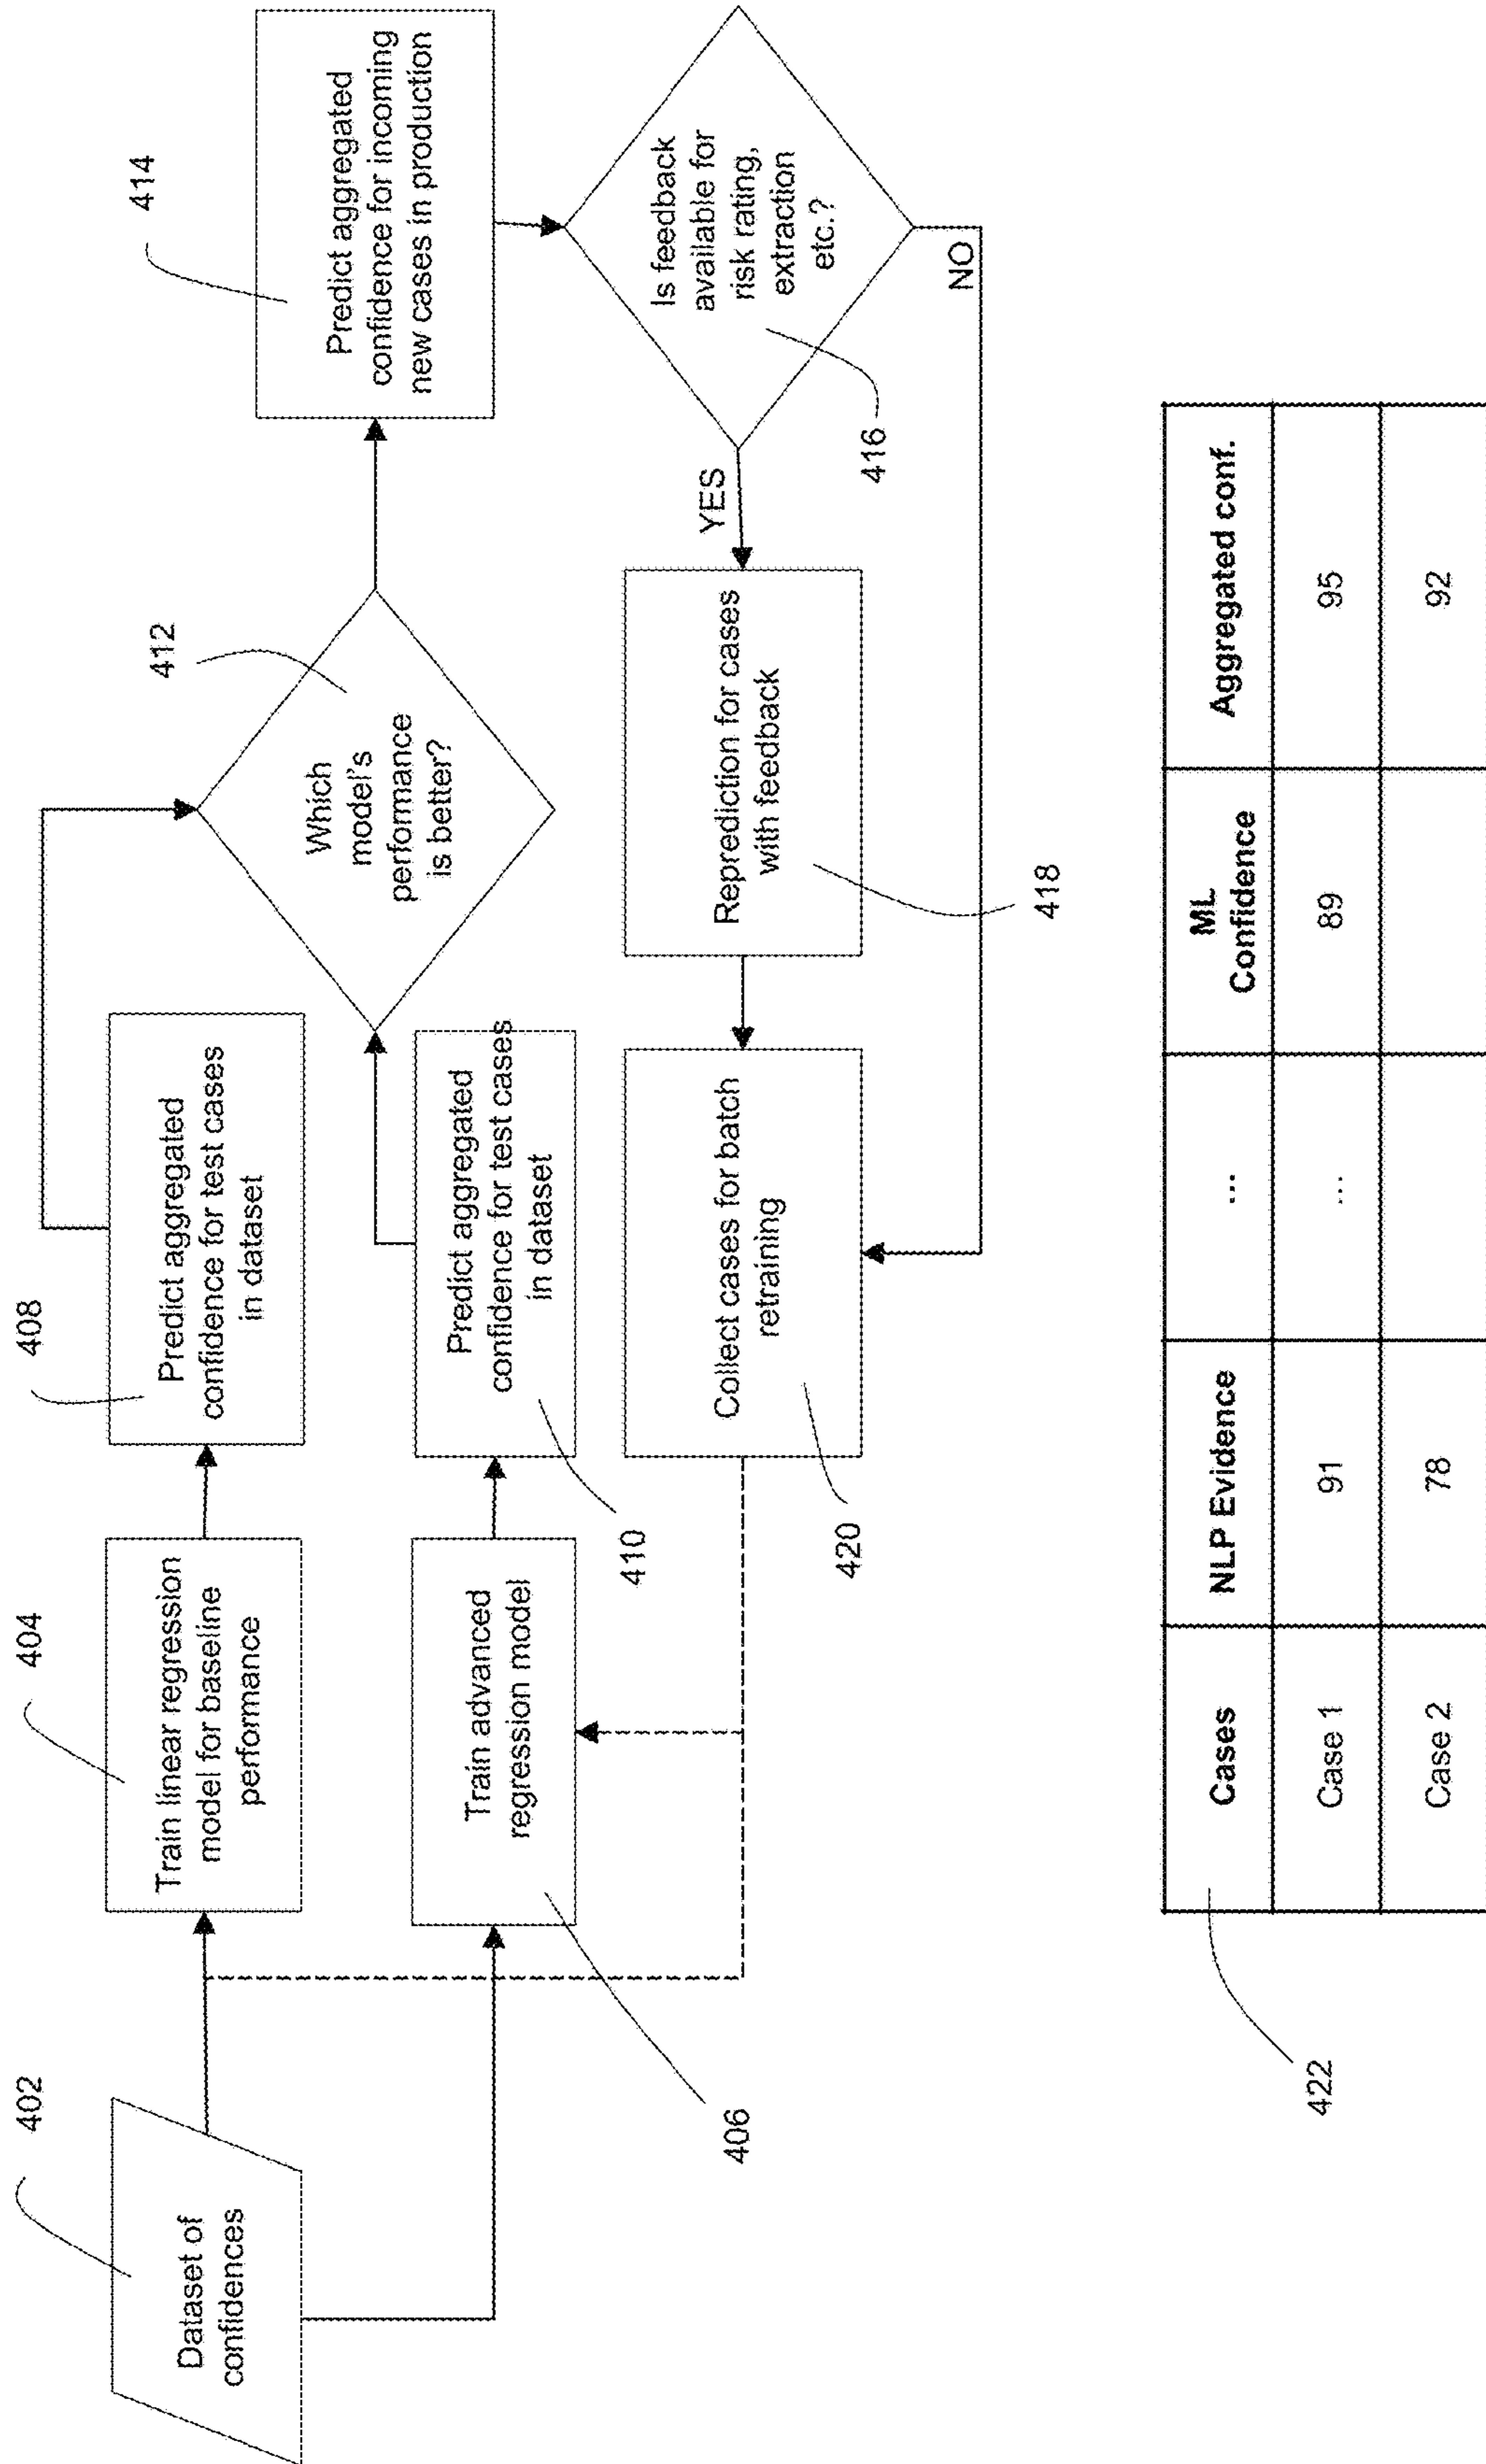 402
Dataset of
confidences
404
Train linear regression
model for baseline
performance
408
Predict aggregated
confidence for test cases
in dataset
406
Train advanced
regression model
410
Predict aggregated
confidence for test cases
in dataset
412
Which
model's
performance
is better?
414
Predict aggregated
confidence for incoming
new cases in production
416
Is feedback
available for
risk rating,
extraction
etc.?
YES
NO
418
Reprediction for cases
with feedback
420
Collect cases for batch
retraining
422
Cases NLP Evidence ... ML Confidence Aggregated conf.
Case 1 91 ... 89 95
Case 2 78 92